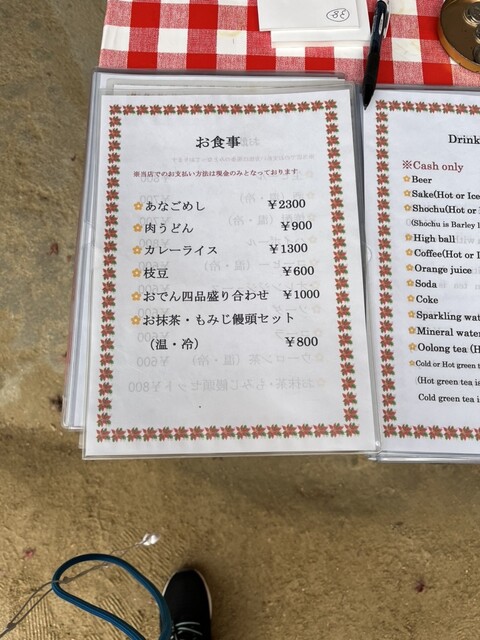 お食事
※当店でのお支払い方法は現金のみとなっております
あなごめし ￥2300
肉うどん ￥900
カレーライス ￥1300
枝豆 ￥600
おでん四品盛り合わせ ￥1000
お抹茶・もみじ饅頭セット
（温・冷） ￥800
Drink
※Cash only
Beer
Sake(Hot or Ice
Shochu(Hot or
(Shochu is Barley
High ball
Coffee(Hot or I
Orange juice
Soda
Coke
Sparkling wat
Mineral water
Oolong tea (H
Cold or Hot green te
(Hot green tea is
Cold green tea is